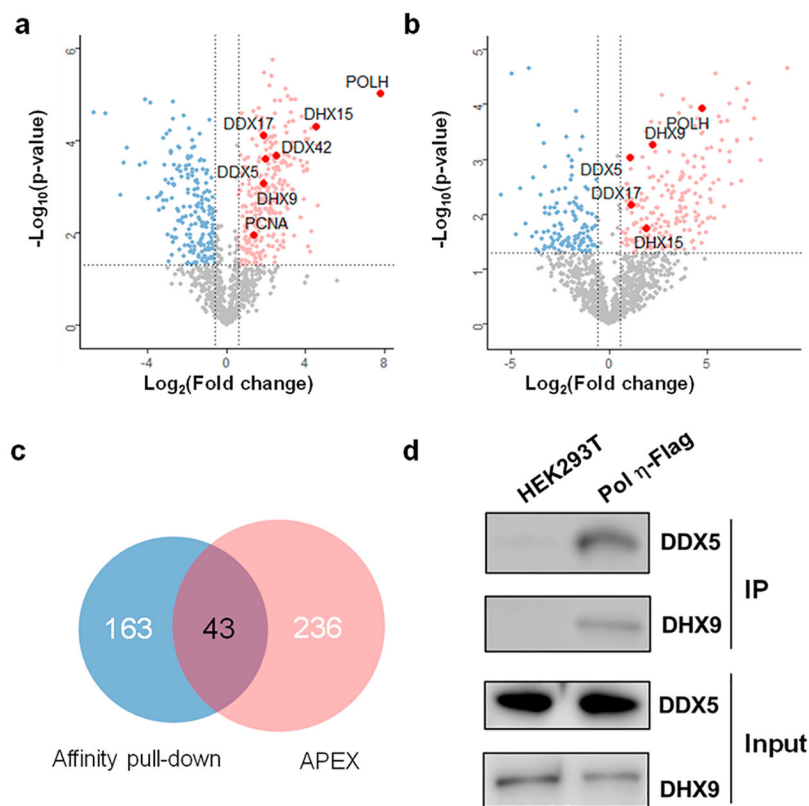 a
6
4
2
0
-4
0
4
8
-Log10(p-value)
Log2(Fold change)
POLH
DHX15
DDX17
DDX42
DDX5
DHX9
PCNA
b
5
4
3
2
1
0
-5
0
5
-Log10(p-value)
Log2(Fold change)
POLH
DHX9
DDX5
DDX17
DHX15
c
163
43
236
Affinity pull-down
APEX
d
HEK293T
Pol η-Flag
DDX5
DHX9
IP
DDX5
DHX9
Input